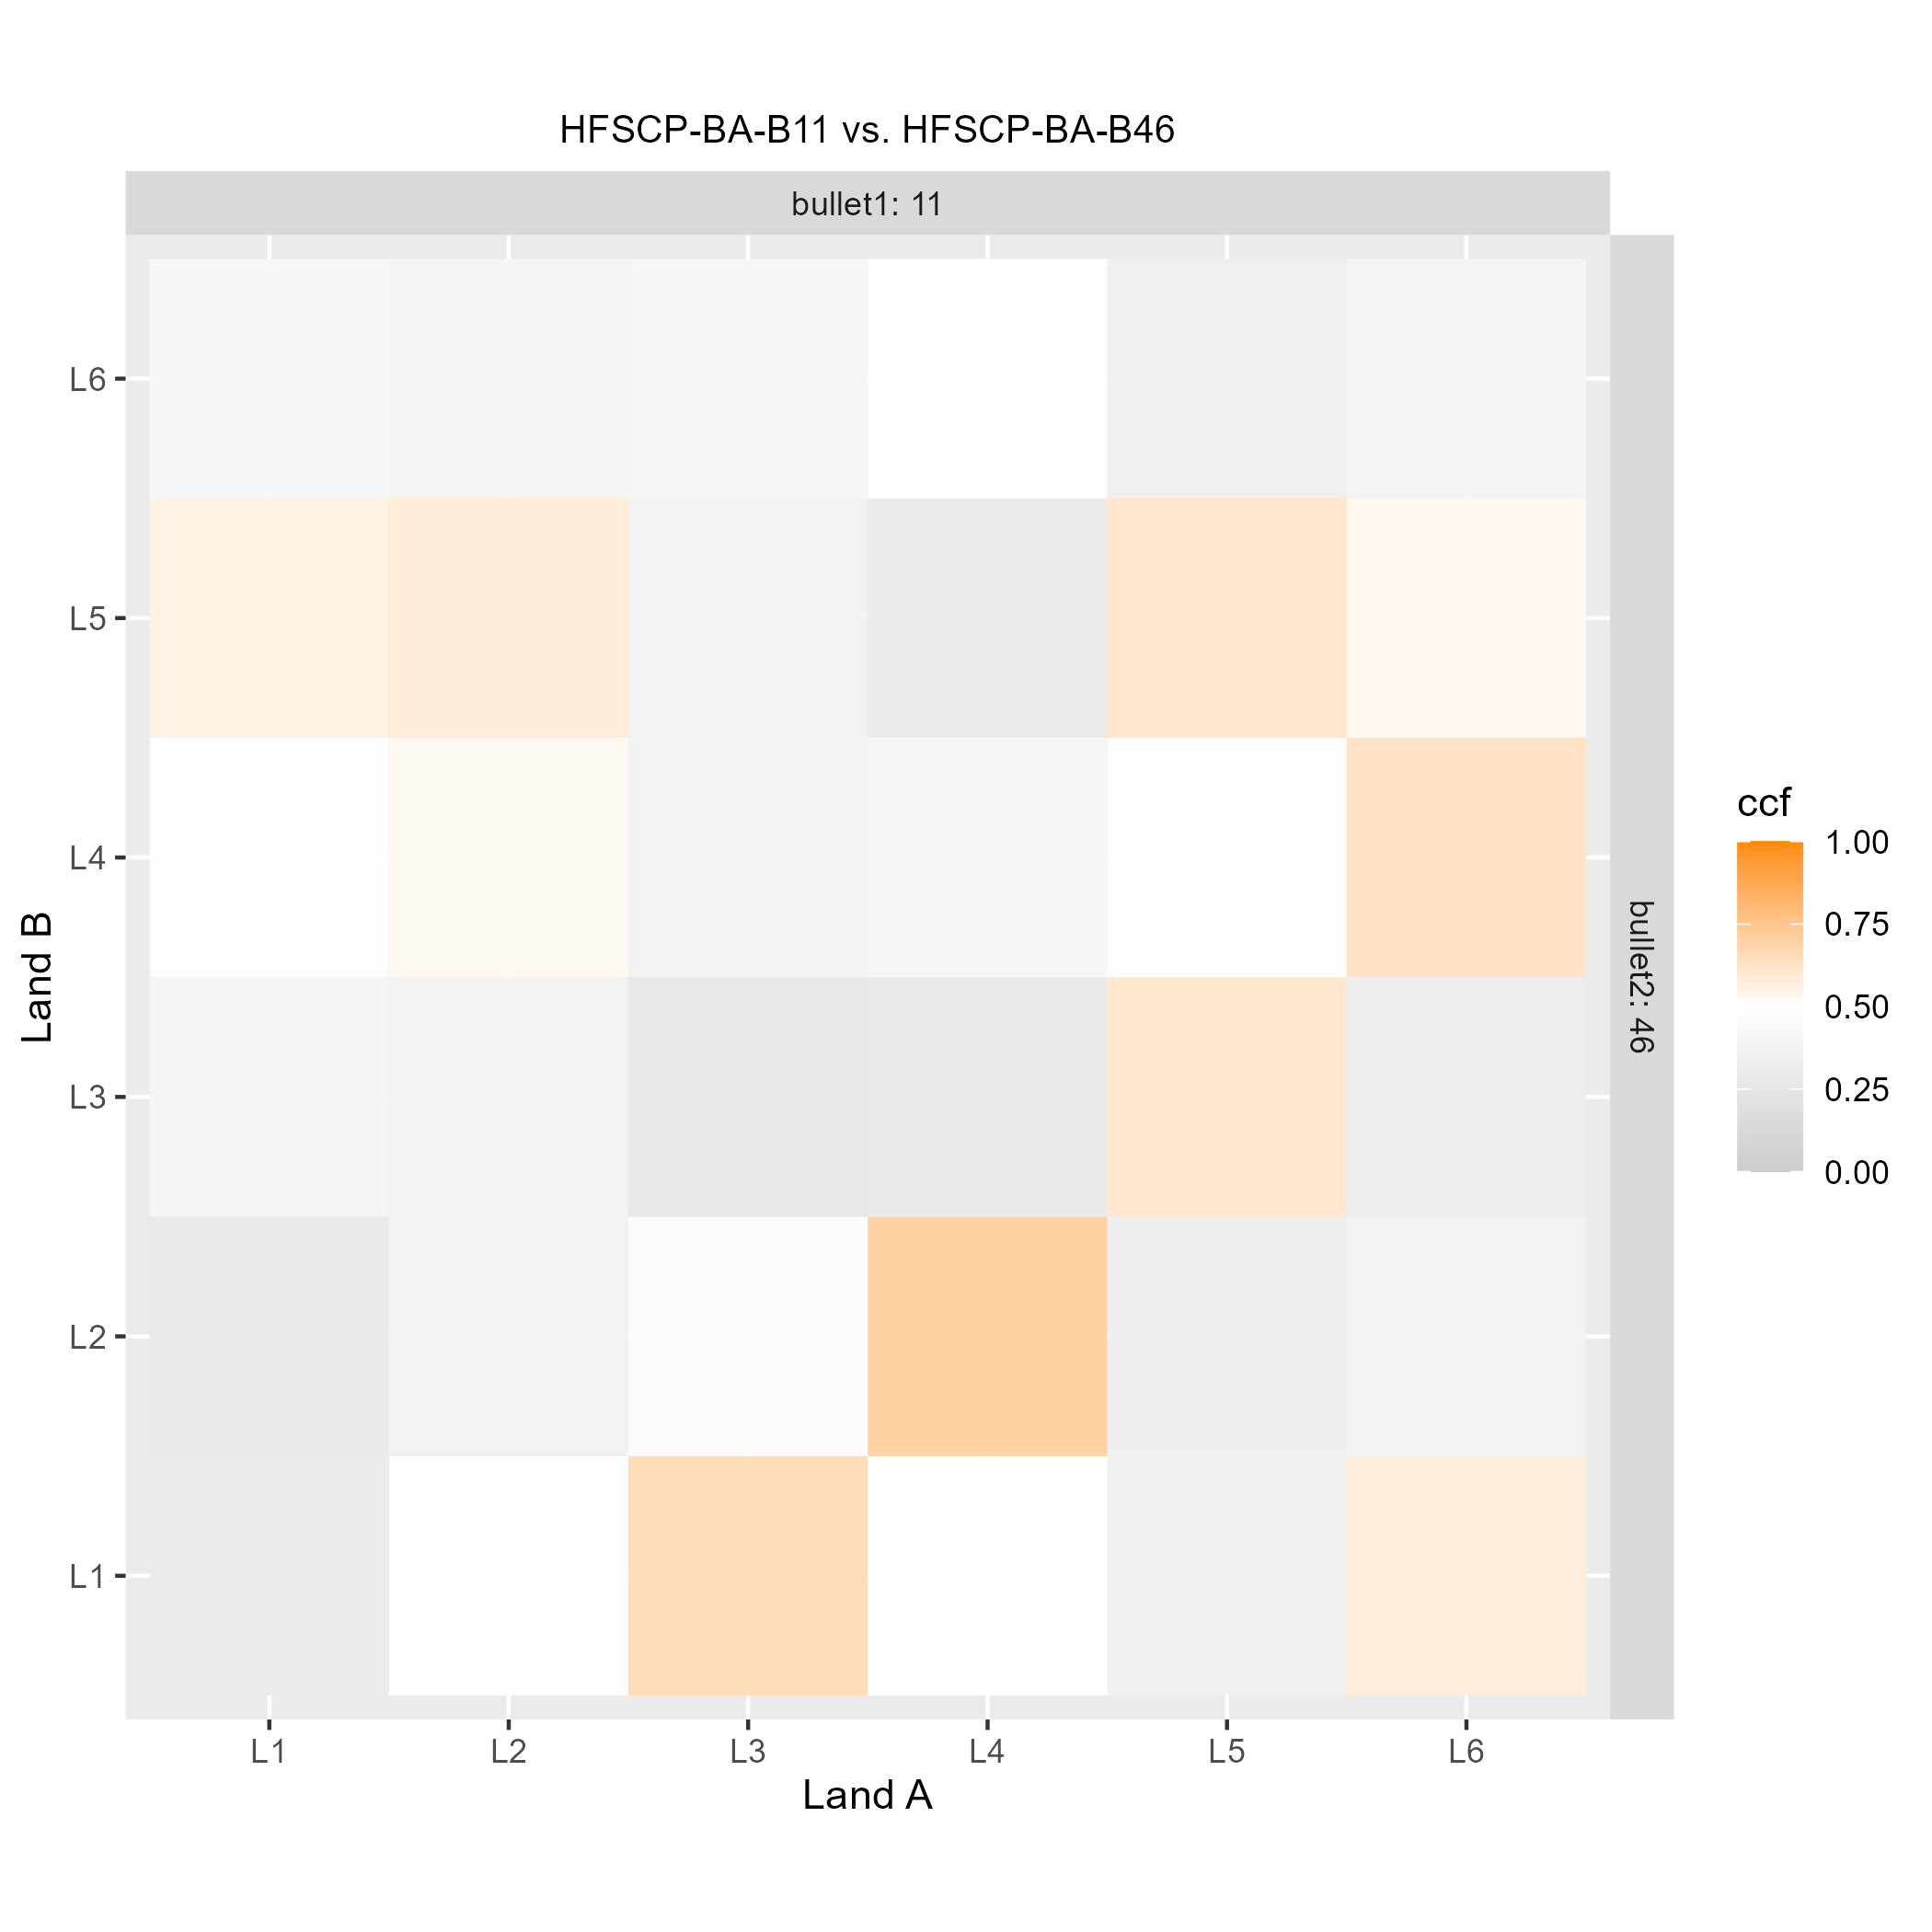 HFSCP-BA-B11 vs. HFSCP-BA-B46
bullet1: 11
L6
L5
L4
L3
L2
L1
Land B
bullet2: 46
ccf
1.00
0.75
0.50
0.25
0.00
L1 L2 L3 L4 L5 L6
Land A